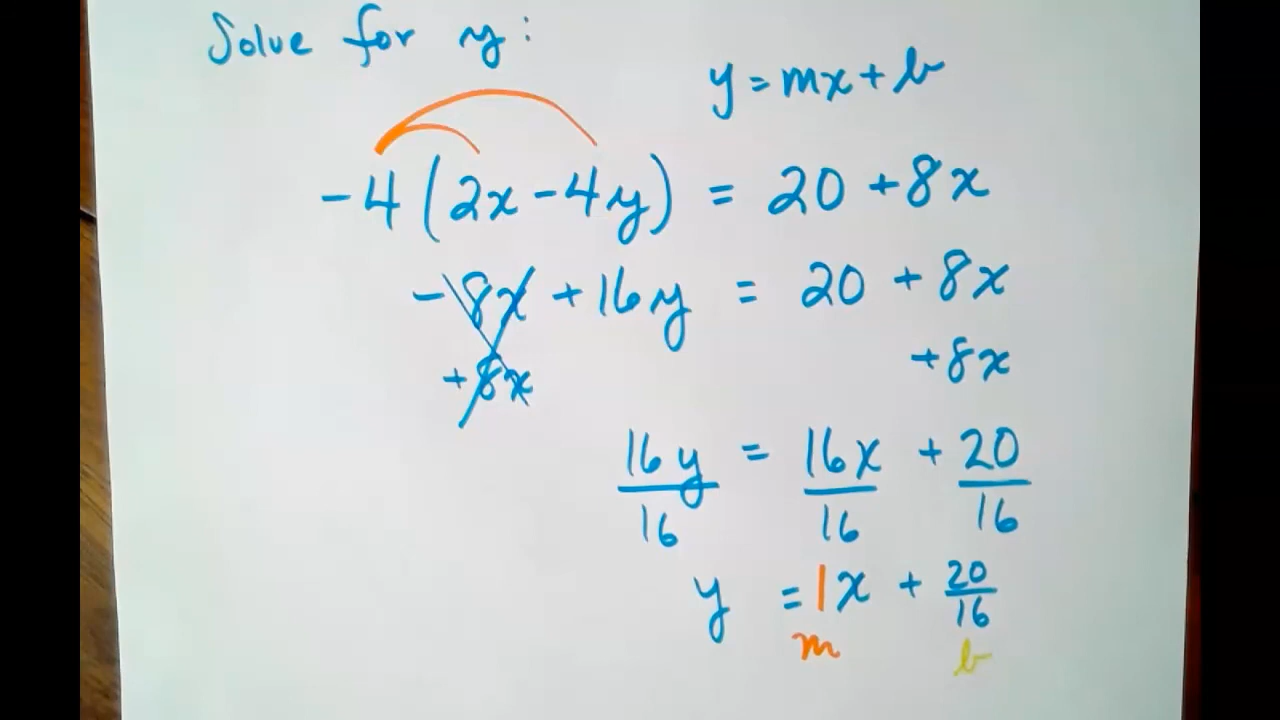 Solve for y:
y = mx + b
-4(2x - 4y) = 20 + 8x
-8x + 16y = 20 + 8x
+8x +8x
16y = 16x + 20
16 16 16
y = 1x + 20/16
m b